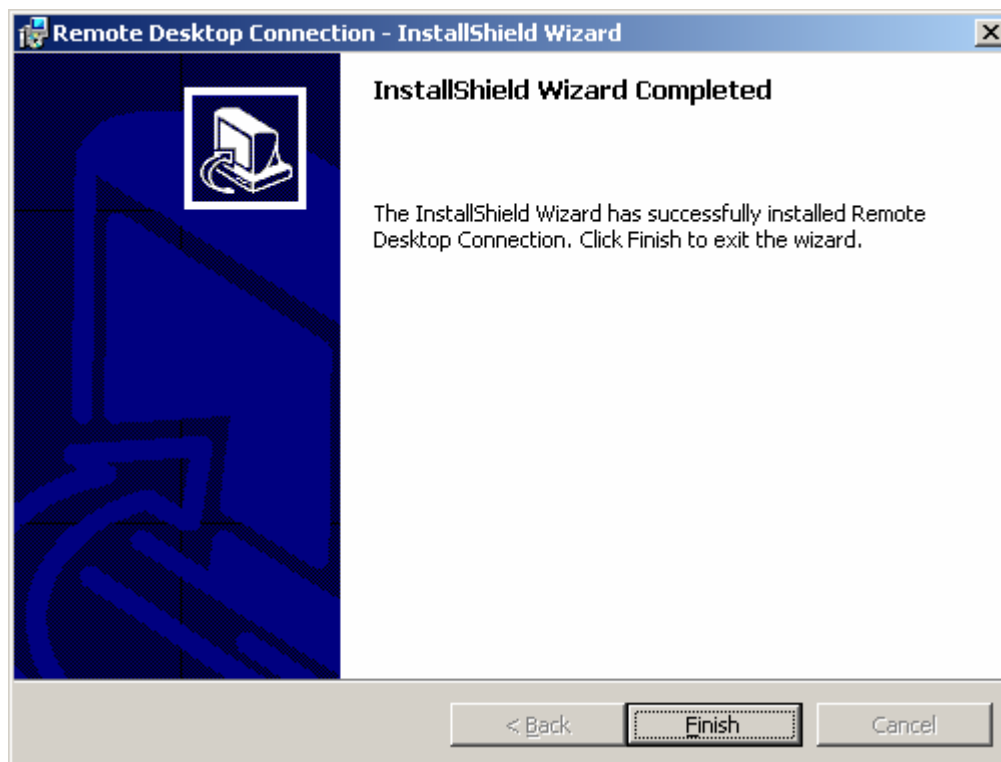 Remote Desktop Connection - InstallShield Wizard
InstallShield Wizard Completed
The InstallShield Wizard has successfully installed Remote
Desktop Connection. Click Finish to exit the wizard.
< Back
Finish
Cancel